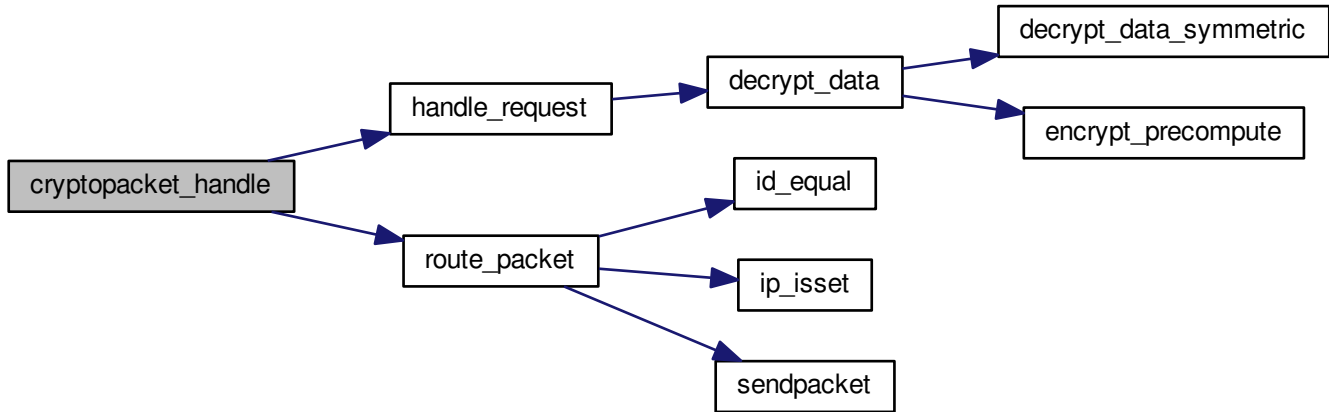 decrypt_data_symmetric
decrypt_data
handle_request
encrypt_precompute
cryptopacket_handle
id_equal
route_packet
ip_isset
sendpacket